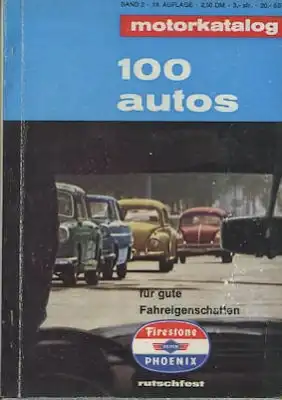 BAND 2 - 19. AUFLAGE - 2,50 DM - 3,- sfr. - 20,- öS
motorkatalog
100
autos
für gute
Fahreigenschaften
Firestone
PHOENIX
rutschfest